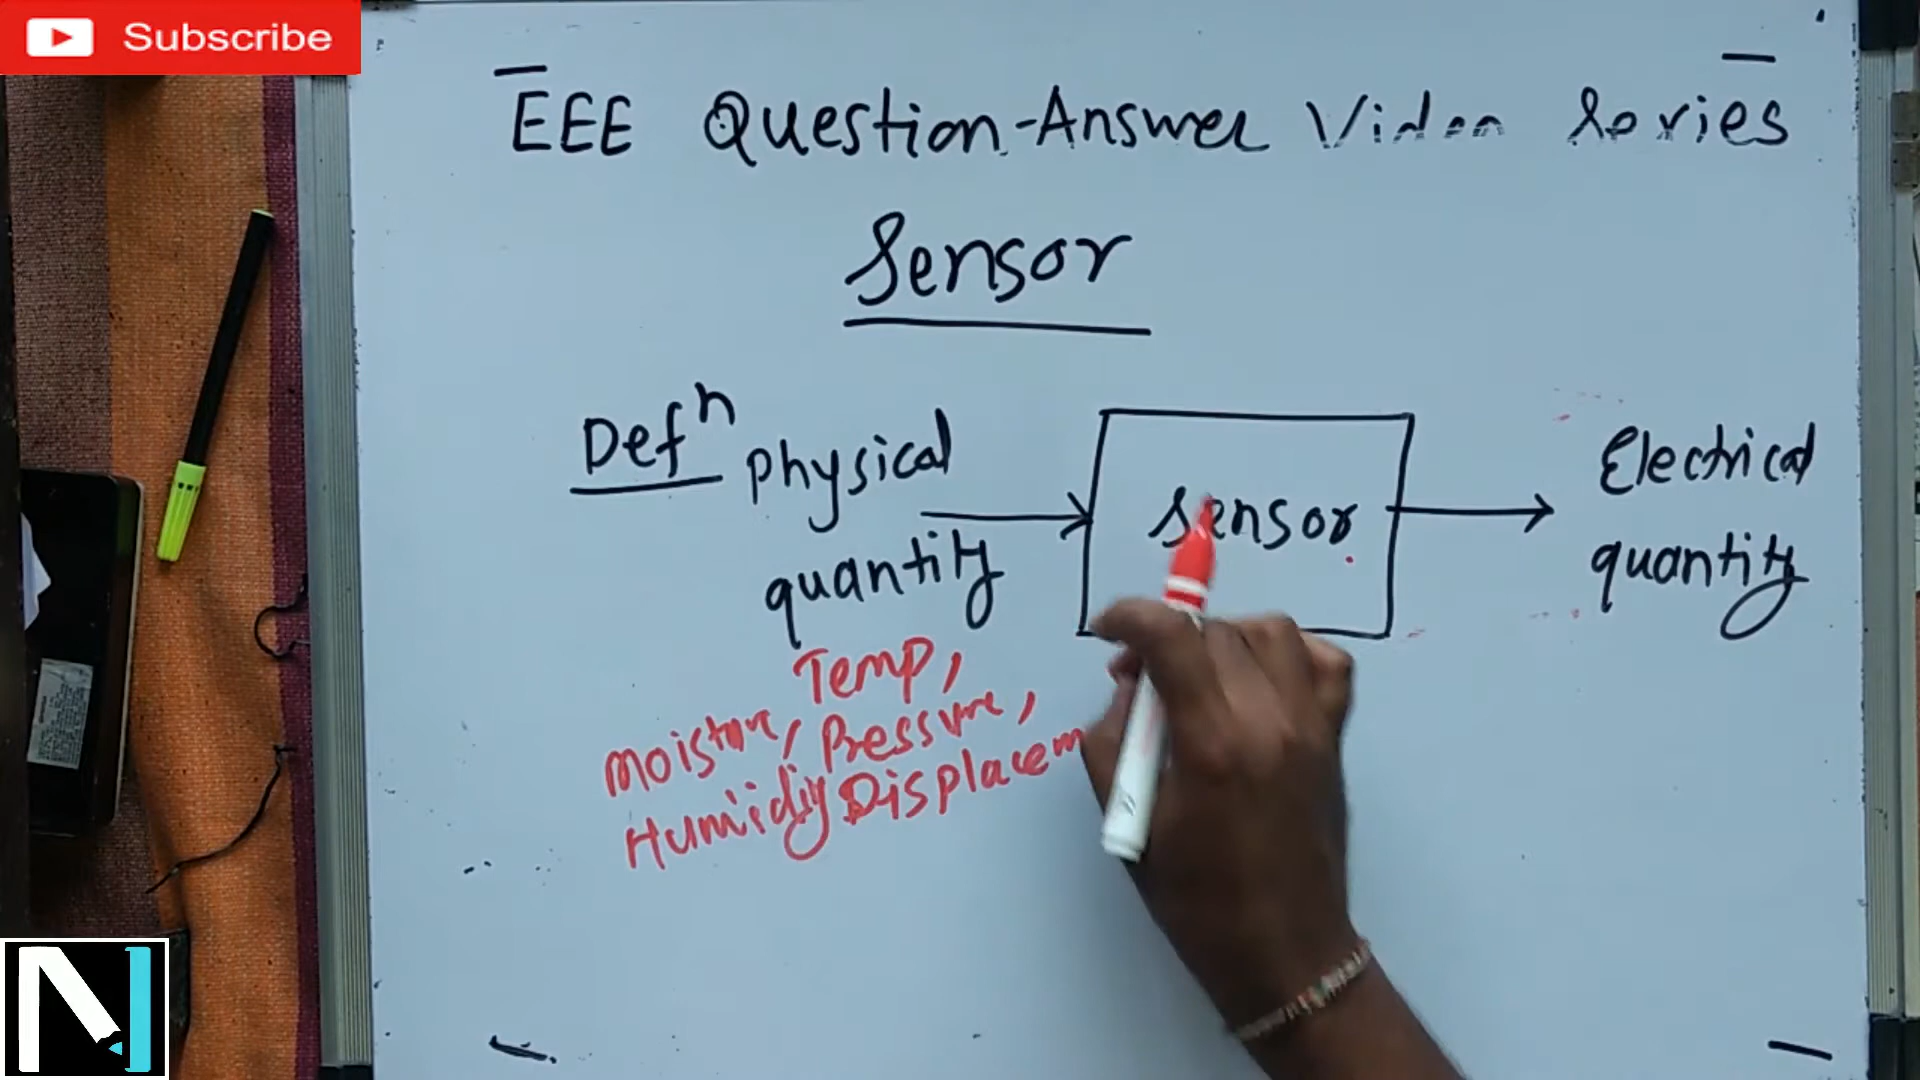 Subscribe
EEE Question-Answer Video Series
Sensor
Defⁿ
Physical
quantity
Sensor
Electrical
quantity
Temp,
Moisture, Pressure,
Humidity Displacem
N